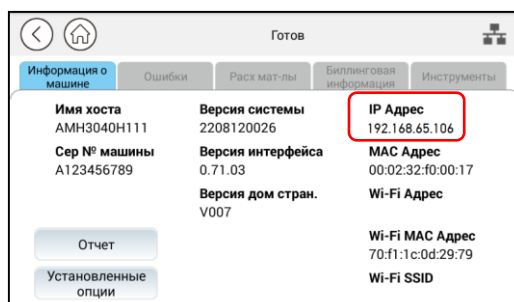 Готов
Информация о машине
Ошибки
Расх мат-лы
Биллинговая информация
Инструменты
Имя хоста
AMH3040H111
Сер № машины
A123456789
Версия системы
2208120026
Версия интерфейса
0.71.03
Версия дом стран.
V007
IP Адрес
192.168.65.106
MAC Адрес
00:02:32:f0:00:17
Wi-Fi Адрес
Wi-Fi MAC Адрес
70:f1:1c:0d:29:79
Wi-Fi SSID
Отчет
Установленные
опции